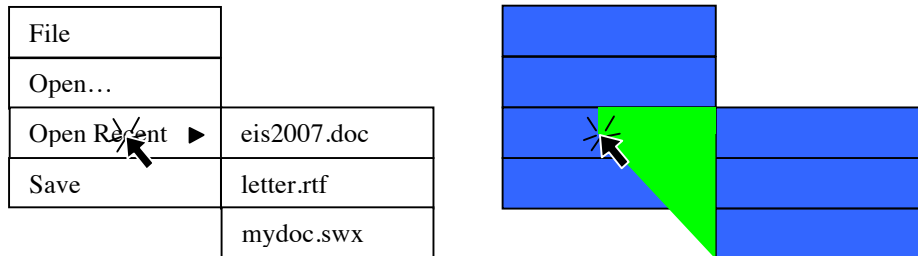 File
Open…
Open Recent ► eis2007.doc
Save letter.rtf
mydoc.swx